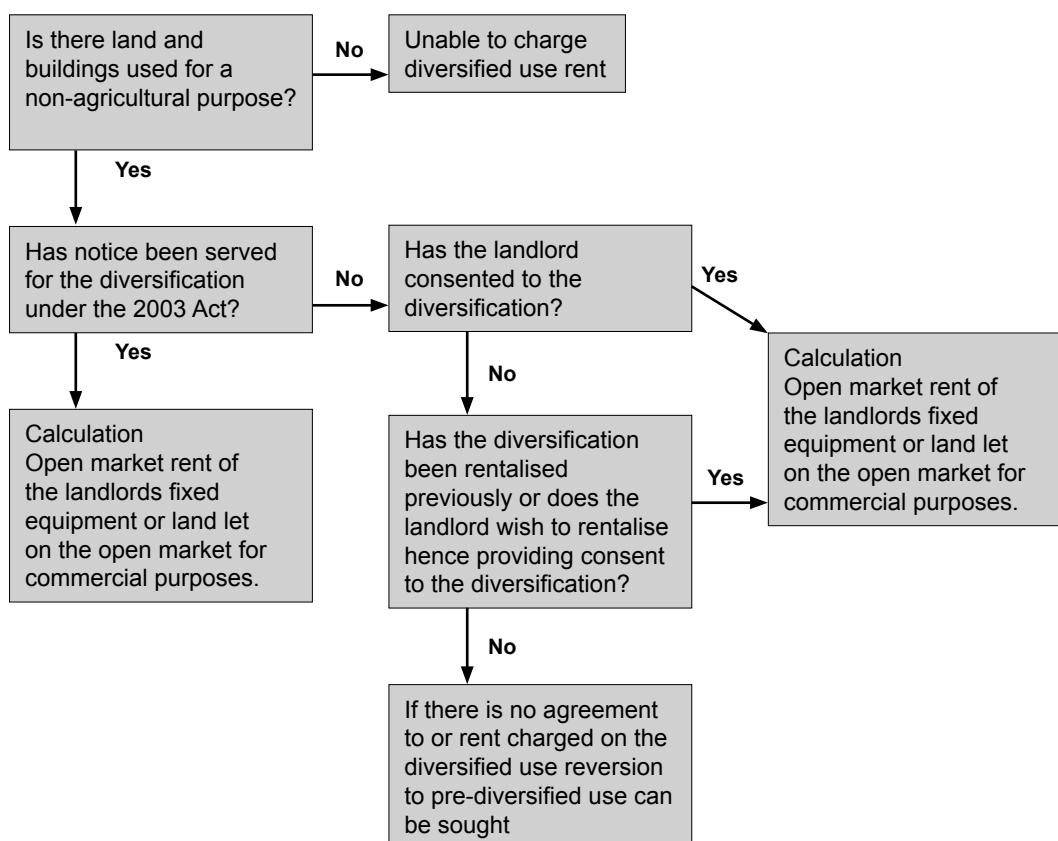 Is there land and
buildings used for a
non-agricultural purpose?
No
Unable to charge
diversified use rent
Yes
Has notice been served
for the diversification
under the 2003 Act?
No
Has the landlord
consented to the
diversification?
Yes
Yes
Calculation
Open market rent of
the landlords fixed
equipment or land let
on the open market for
commercial purposes.
No
Calculation
Open market rent of
the landlords fixed
equipment or land let
on the open market for
commercial purposes.
Has the diversification
been rentalised
previously or does the
landlord wish to rentalise
hence providing consent
to the diversification?
Yes
No
If there is no agreement
to or rent charged on the
diversified use reversion
to pre-diversified use can
be sought